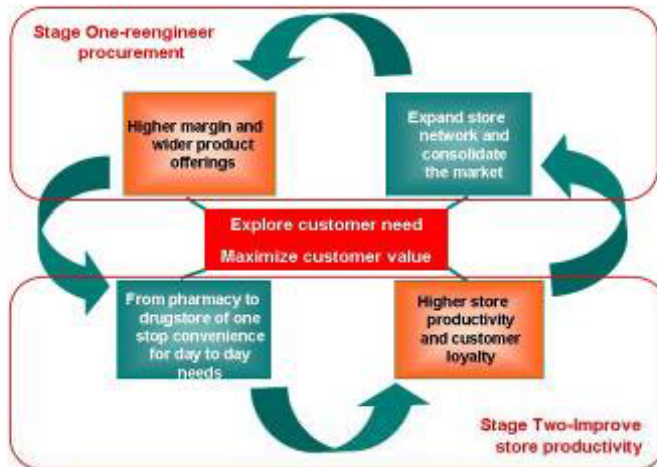 Stage One-reengineer
procurement
Higher margin and
wider product
offerings
Expand store
network and
consolidate
the market
Explore customer need
Maximize customer value
From pharmacy to
drugstore of one
stop convenience
for day to day
needs
Higher store
productivity
and customer
loyalty
Stage Two-Improve
store productivity